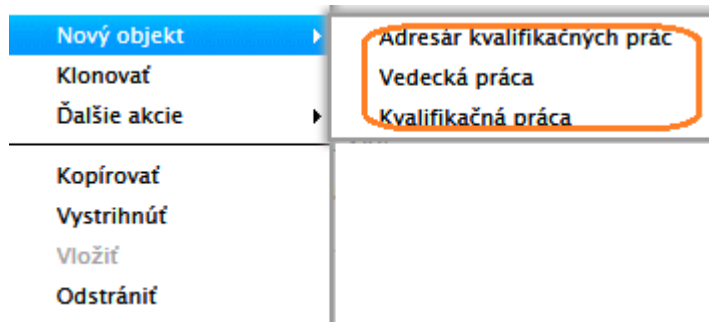 Nový objekt
Adresár kvalifikačných prác
Klonovať
Vedecká práca
Ďalšie akcie
Kvalifikačná práca
Kopírovať
Vystrihnúť
Vložiť
Odstrániť